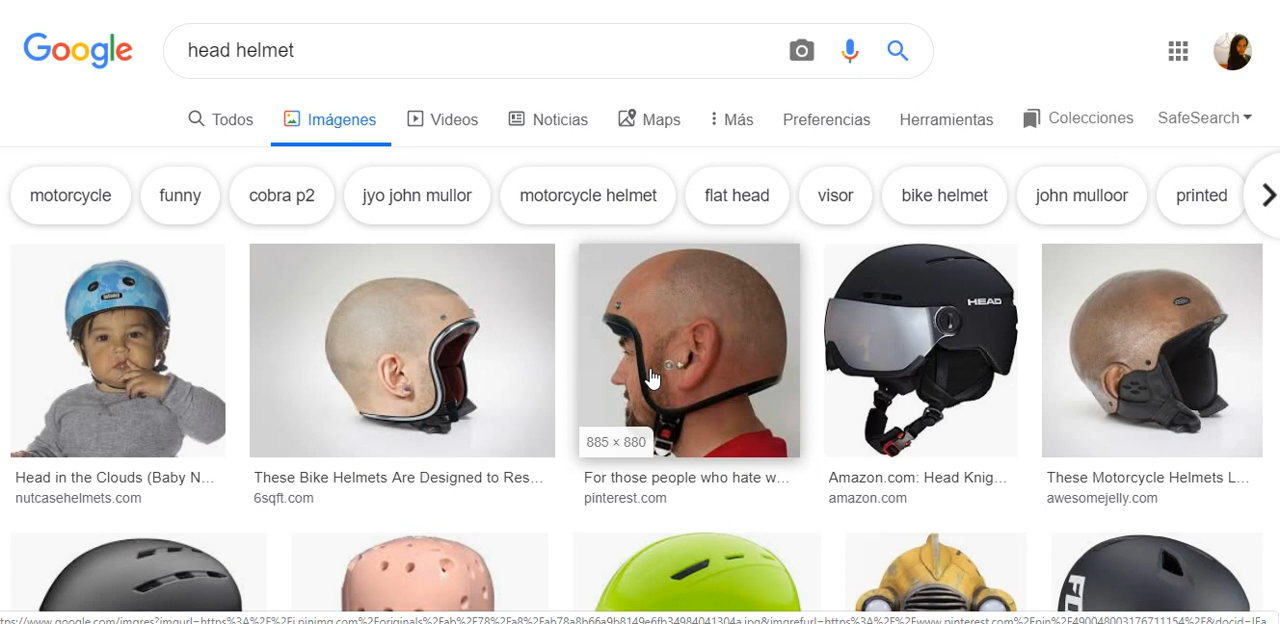 Google
head helmet
Todos
Imágenes
Videos
Noticias
Maps
Más
Preferencias
Herramientas
Colecciones
SafeSearch
motorcycle
funny
cobra p2
jyo john mullor
motorcycle helmet
flat head
visor
bike helmet
john mulloor
printed
HEAD
885 × 880
Head in the Clouds (Baby N...
nutcasehelmets.com
These Bike Helmets Are Designed to Res...
6sqft.com
For those people who hate w...
pinterest.com
Amazon.com: Head Knig...
amazon.com
These Motorcycle Helmets L...
awesomejelly.com